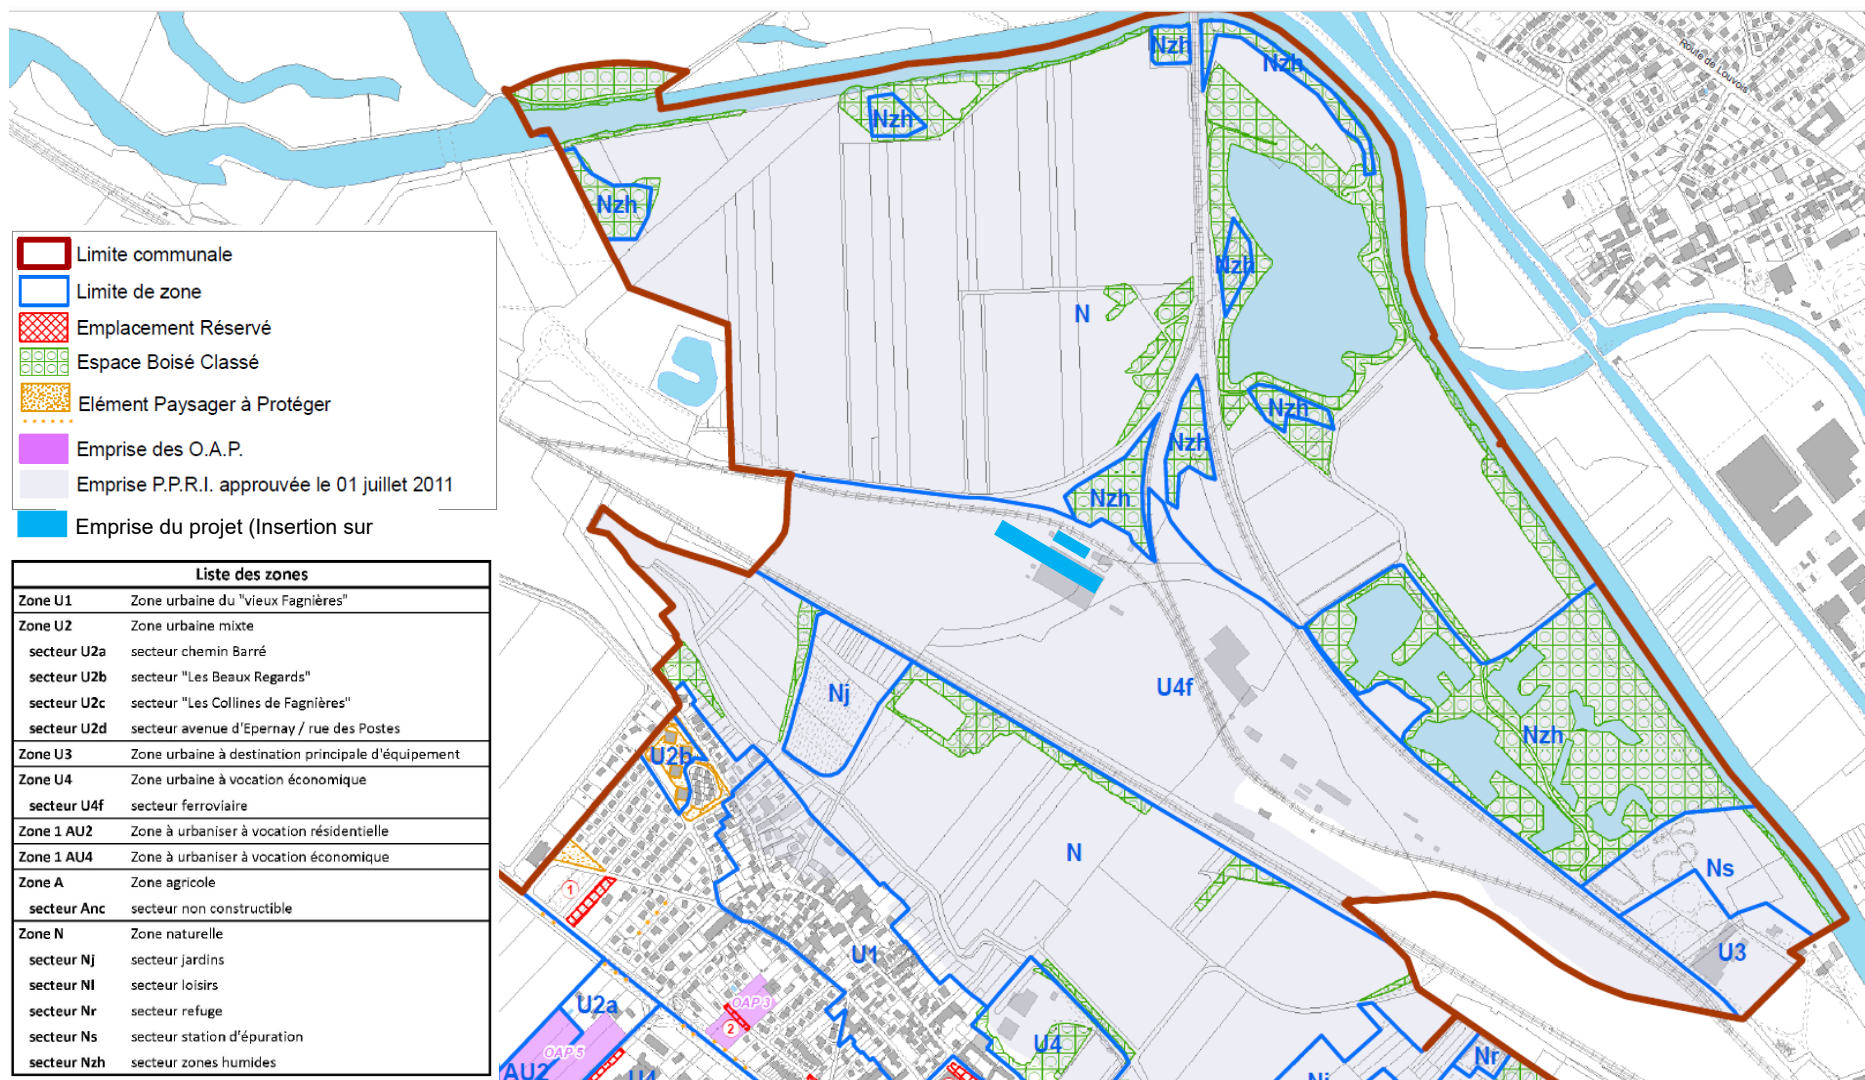 Limite communale
Limite de zone
Emplacement Réservé
Espace Boisé Classé
Elément Paysager à Protéger
Emprise des O.A.P.
Emprise P.P.R.I. approuvée le 01 juillet 2011
Emprise du projet (Insertion sur
Liste des zones
Zone U1 Zone urbaine du "vieux Fagnières"
Zone U2 Zone urbaine mixte
secteur U2a secteur chemin Barré
secteur U2b secteur "Les Beaux Regards"
secteur U2c secteur "Les Collines de Fagnières"
secteur U2d secteur avenue d'Epernay / rue des Postes
Zone U3 Zone urbaine à destination principale d'équipement
Zone U4 Zone urbaine à vocation économique
secteur U4f secteur ferroviaire
Zone 1 AU2 Zone à urbaniser à vocation résidentielle
Zone 1 AU4 Zone à urbaniser à vocation économique
Zone A Zone agricole
secteur Anc secteur non constructible
Zone N Zone naturelle
secteur Nj secteur jardins
secteur Nl secteur loisirs
secteur Nr secteur refuge
secteur Ns secteur station d'épuration
secteur Nzh secteur zones humides
Nzh
Nzh
Route de Louvois
Nzh
Nzh
Nzh
N
Nzh
Nzh
Nzh
U4f
Nj
Nzh
U2b
N
Ns
1
U1
U3
U2a
OAP 3
2
OAP 5
U4
Nr
AU2
U4
Ni